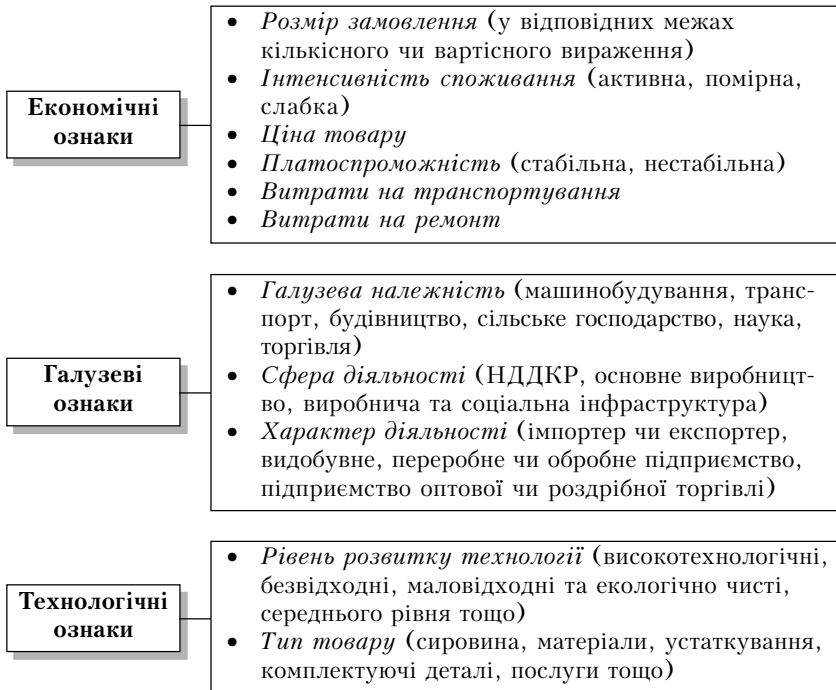 Економічні
ознаки
• Розмір замовлення (у відповідних межах
кількісного чи вартісного вираження)
• Інтенсивність споживання (активна, помірна,
слабка)
• Ціна товару
• Платоспроможність (стабільна, нестабільна)
• Витрати на транспортування
• Витрати на ремонт
Галузеві
ознаки
• Галузева належність (машинобудування, транс-
порт, будівництво, сільське господарство, наука,
торгівля)
• Сфера діяльності (НДДКР, основне виробницт-
во, виробнича та соціальна інфраструктура)
• Характер діяльності (імпортер чи експортер,
видобувне, переробне чи обробне підприємство,
підприємство оптової чи роздрібної торгівлі)
Технологічні
ознаки
• Рівень розвитку технології (високотехнологічні,
безвідходні, маловідходні та екологічно чисті,
середнього рівня тощо)
• Тип товару (сировина, матеріали, устаткування,
комплектуючі деталі, послуги тощо)